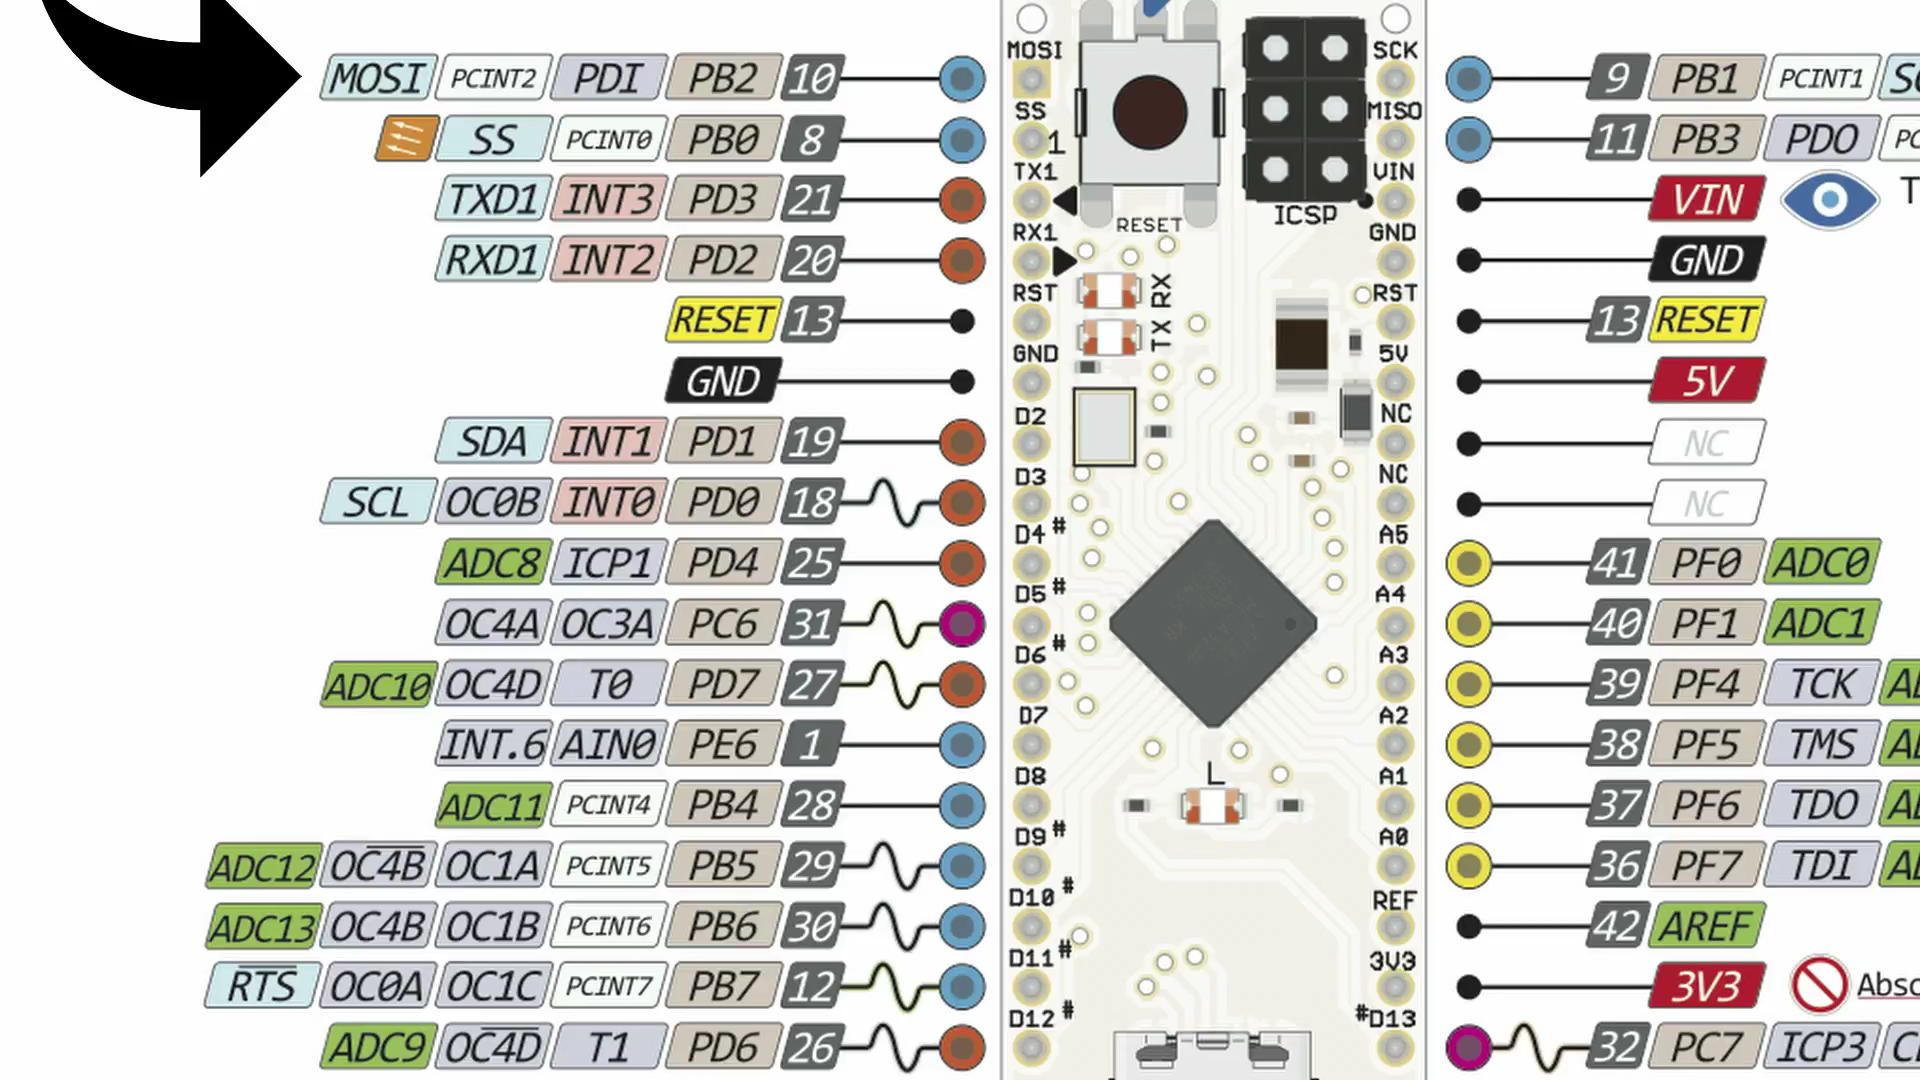 MOSI PCINT2 PDI PB2 10 MOSI SCK 9 PB1 PCINT1
SS PCINT0 PB0 8 SS 1 MISO 11 PB3 PDO
TXD1 INT3 PD3 21 TX1 VIN VIN
RESET ICSP
RXD1 INT2 PD2 20 RX1 GND GND
RESET 13 RST RX RST 13 RESET
TX
GND GND 5V 5V
SDA INT1 PD1 19 D2 NC NC
SCL OC0B INT0 PD0 18 D3 NC NC
ADC8 ICP1 PD4 25 D4# A5 41 PF0 ADC0
OC4A OC3A PC6 31 D5# A4 40 PF1 ADC1
ADC10 OC4D T0 PD7 27 D6# A3 39 PF4 TCK
INT.6 AIN0 PE6 1 D7 A2 38 PF5 TMS
ADC11 PCINT4 PB4 28 D8 L A1 37 PF6 TDO
ADC12 OC4B OC1A PCINT5 PB5 29 D9# A0 36 PF7 TDI
ADC13 OC4B OC1B PCINT6 PB6 30 D10# REF 42 AREF
RTS OC0A OC1C PCINT7 PB7 12 D11# 3V3 3V3
ADC9 OC4D T1 PD6 26 D12# #D13 32 PC7 ICP3